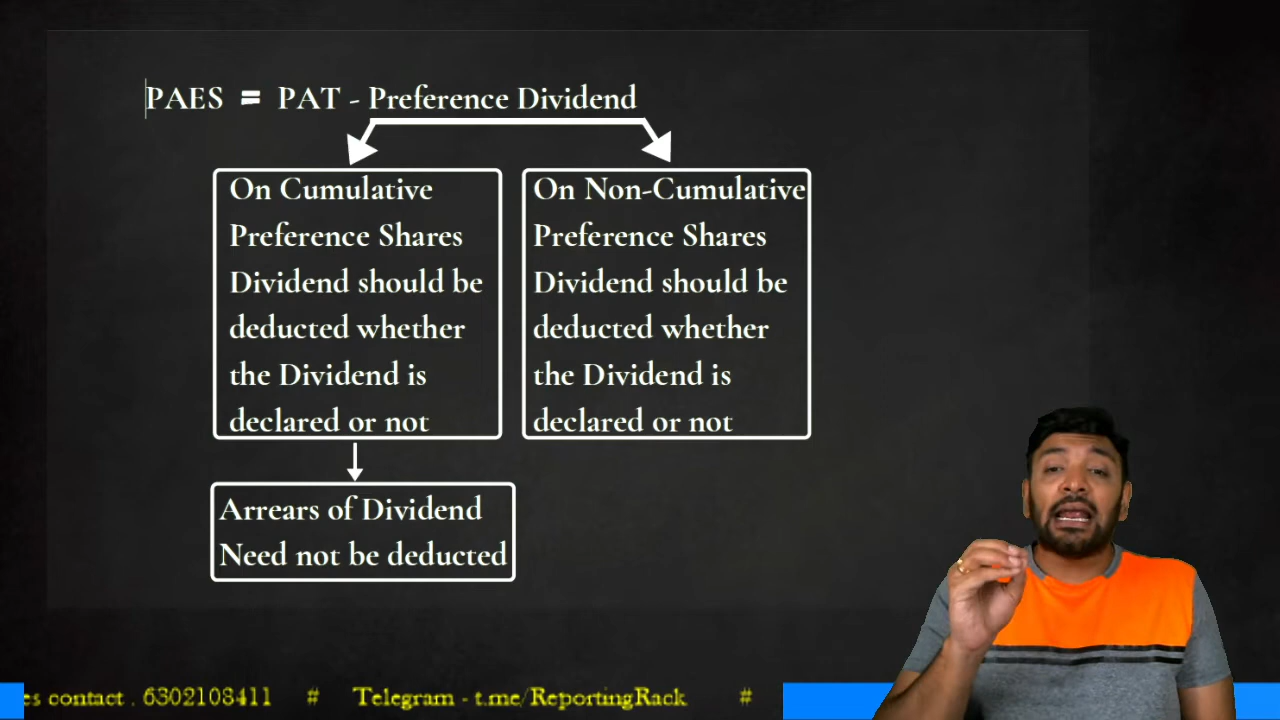 PAES = PAT - Preference Dividend
On Cumulative
Preference Shares
Dividend should be
deducted whether
the Dividend is
declared or not
On Non-Cumulative
Preference Shares
Dividend should be
deducted whether
the Dividend is
declared or not
Arrears of Dividend
Need not be deducted
es contact . 6302108411 # Telegram - t.me/ReportingRack #